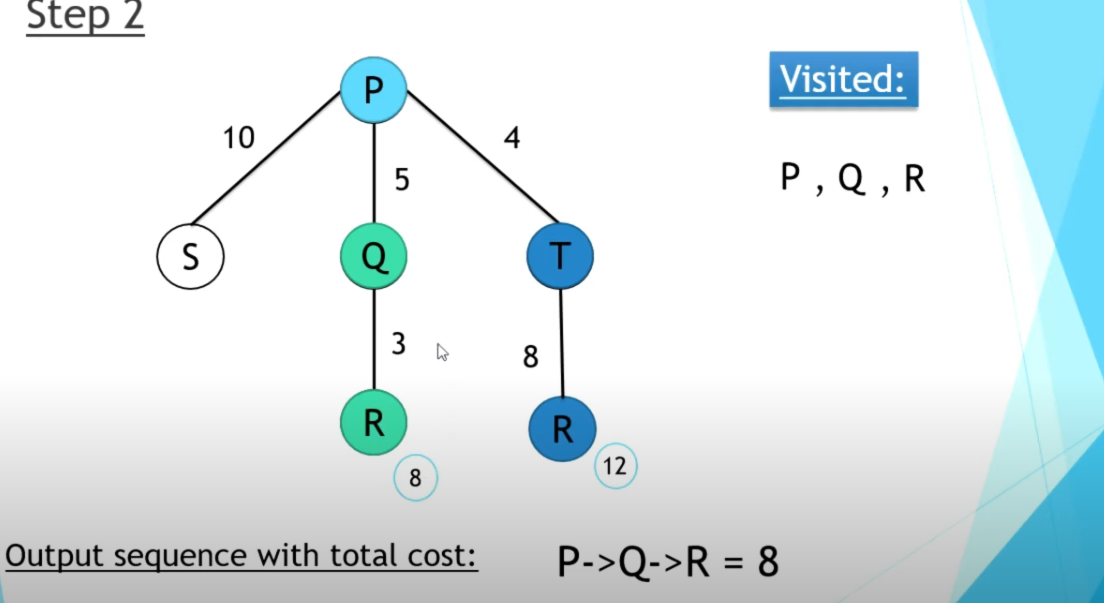 Step 2
P
Visited:
10
4
5
P , Q , R
S
Q
T
3
8
R
R
8
12
Output sequence with total cost:
P->Q->R = 8